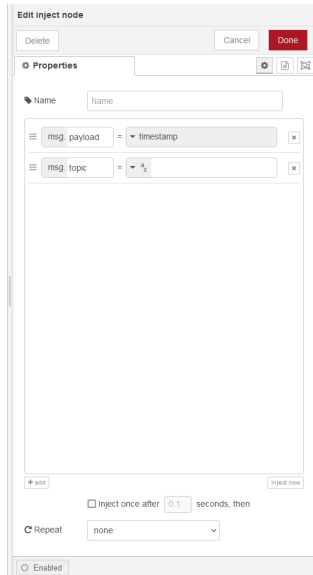 Edit inject node
Delete Cancel Done
Properties
Name Name
msg. payload = timestamp
msg. topic = a z
add inject now
Inject once after 0.1 seconds, then
Repeat none
Enabled